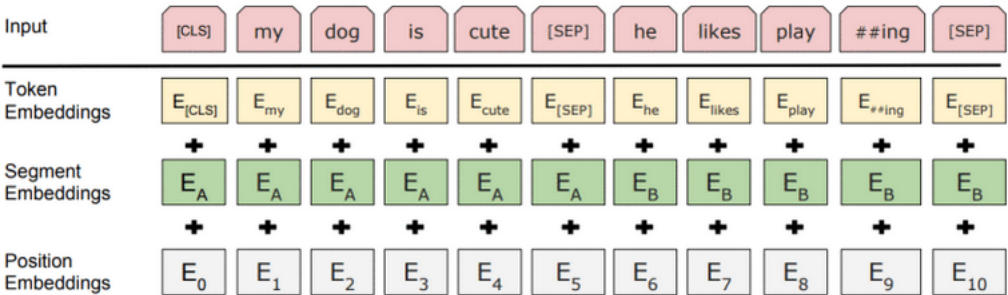 Input [CLS] my dog is cute [SEP] he likes play ##ing [SEP]
Token Embeddings E[CLS] Emy Edog Eis Ecute E[SEP] Ehe Elikes Eplay E##ing E[SEP]
+ + + + + + + + + + +
Segment Embeddings EA EA EA EA EA EA EB EB EB EB EB
+ + + + + + + + + + +
Position Embeddings E0 E1 E2 E3 E4 E5 E6 E7 E8 E9 E10